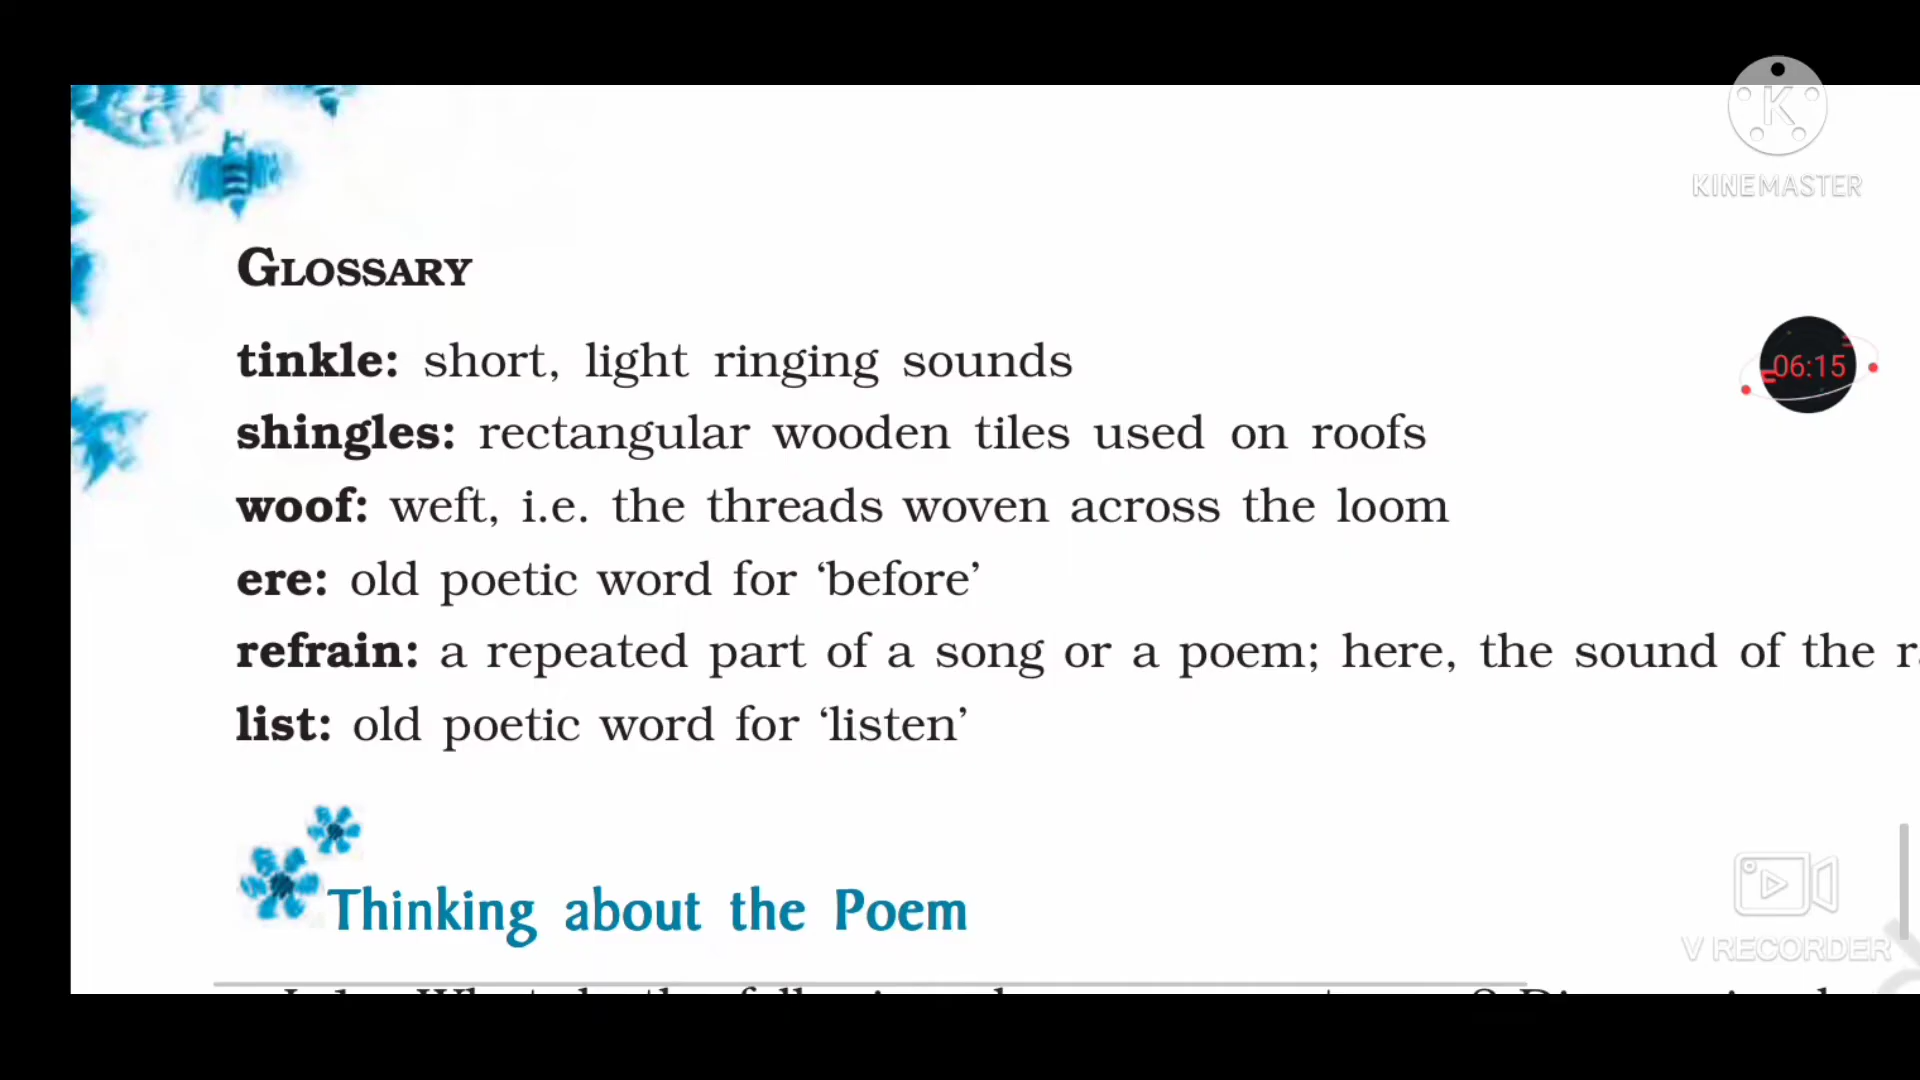 KINEMASTER
GLOSSARY
tinkle: short, light ringing sounds
06:15
shingles: rectangular wooden tiles used on roofs
woof: weft, i.e. the threads woven across the loom
ere: old poetic word for ‘before’
refrain: a repeated part of a song or a poem; here, the sound of the
list: old poetic word for ‘listen’
Thinking about the Poem
V RECORDER